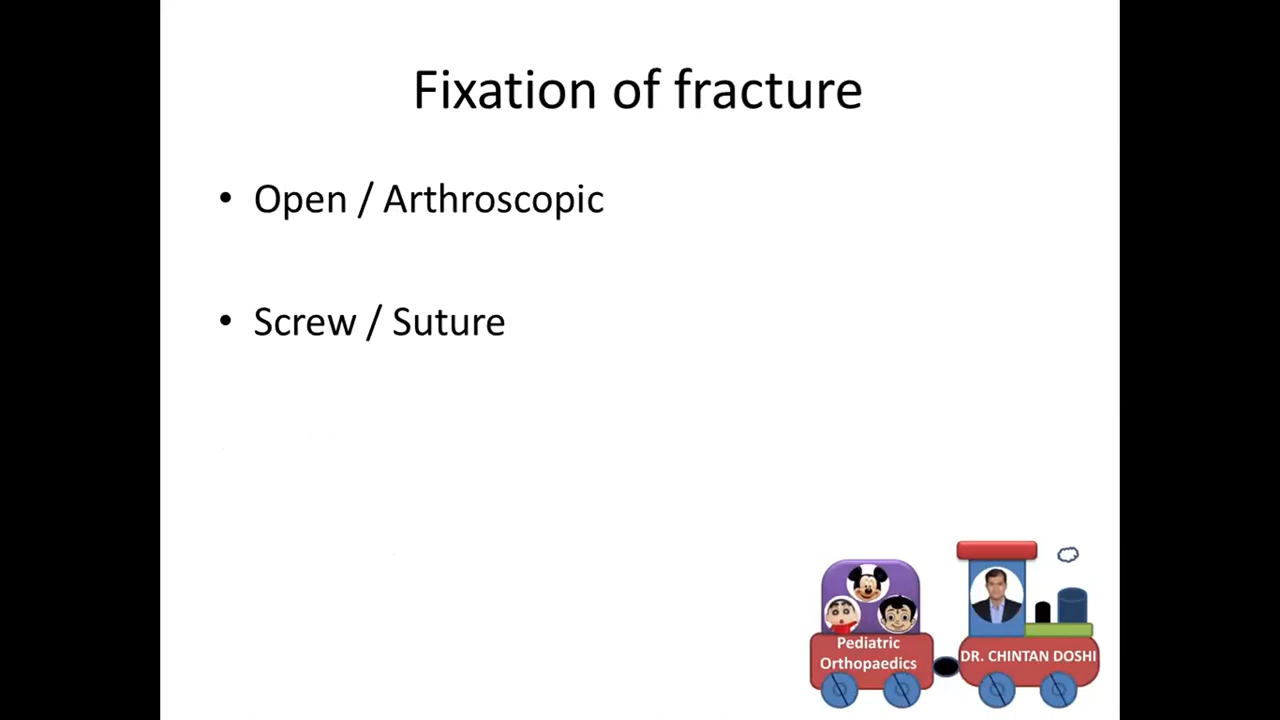 Fixation of fracture
• Open / Arthroscopic
• Screw / Suture
Pediatric
Orthopaedics
DR. CHINTAN DOSHI